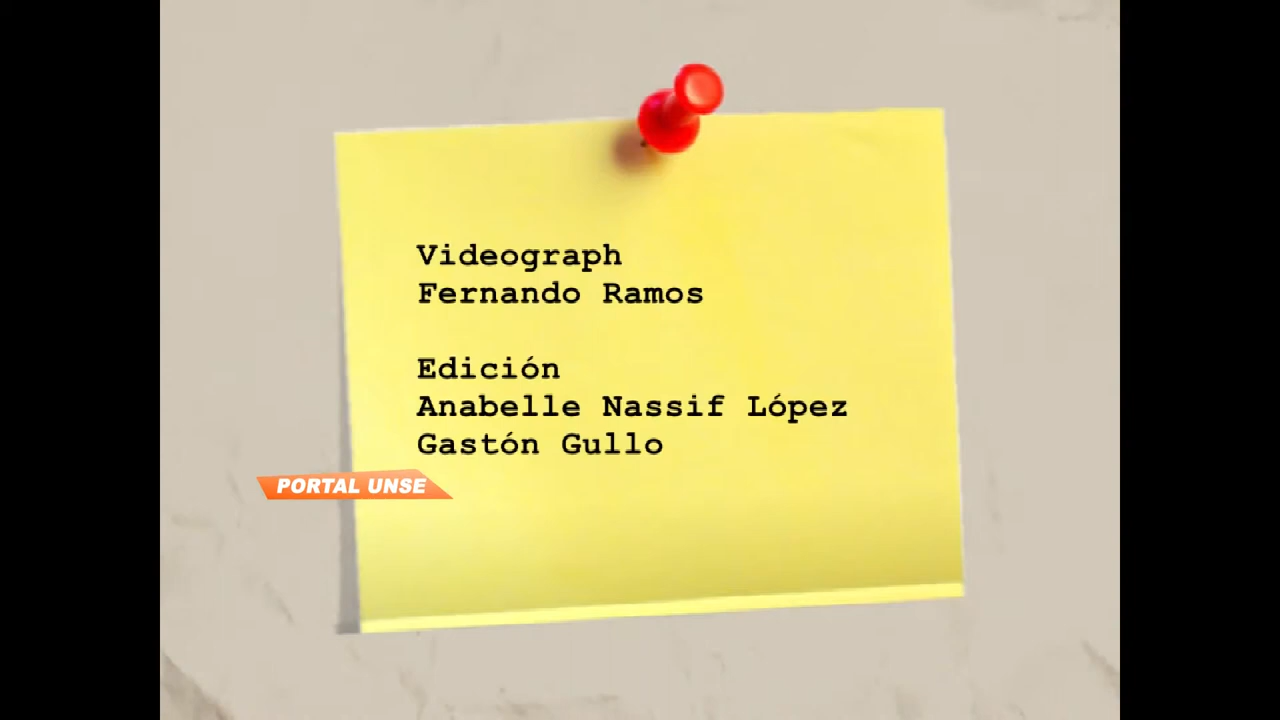 Videograph
Fernando Ramos
Edición
Anabelle Nassif López
Gastón Gullo
PORTAL UNSE